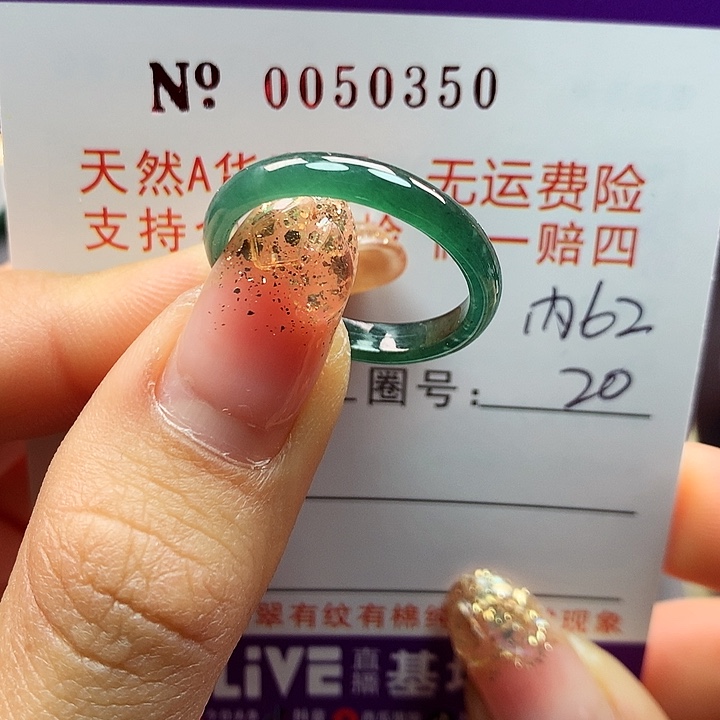 Nº 0050350
天然A货 无运费险
支持 检 一赔四
内62
圈号: 20
翠有纹有棉 现象
LiVE 直播 基